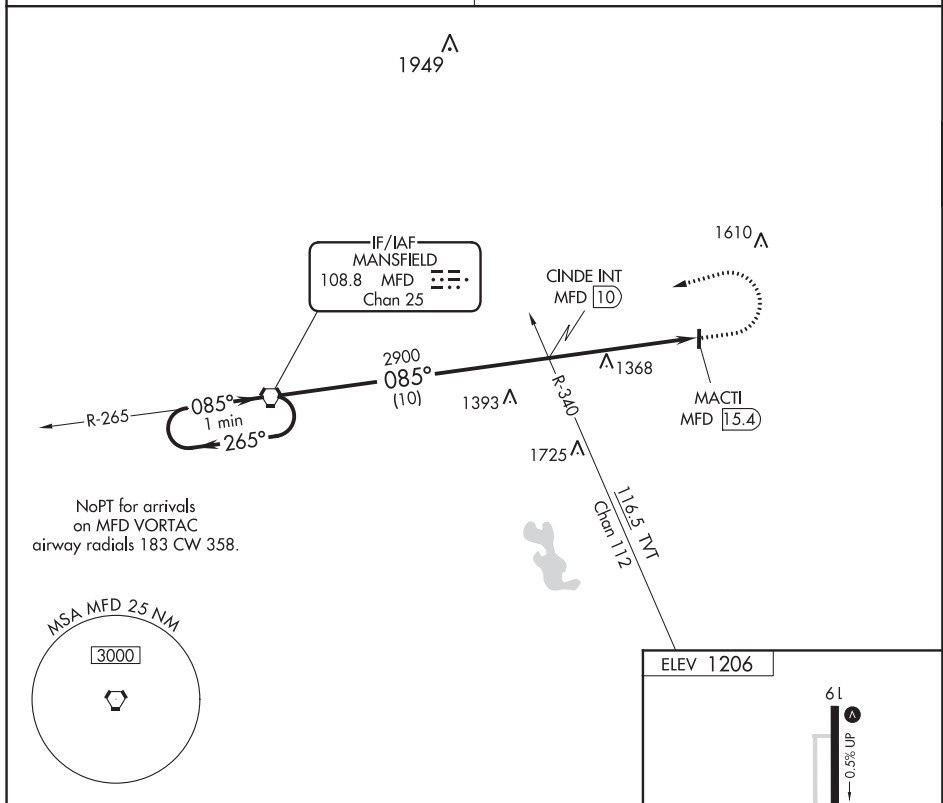 1949
1610
IF/IAF
MANSFIELD
108.8 MFD
Chan 25
CINDE INT
MFD 10
2900
085°
(10)
1368
R-265
085°
1 min
265°
1393
R-340
MACTI
MFD 15.4
1725
116.5 TVT
Chan 112
NoPT for arrivals
on MFD VORTAC
airway radials 183 CW 358.
MSA MFD 25 NM
3000
ELEV 1206
19
V
0.5% UP